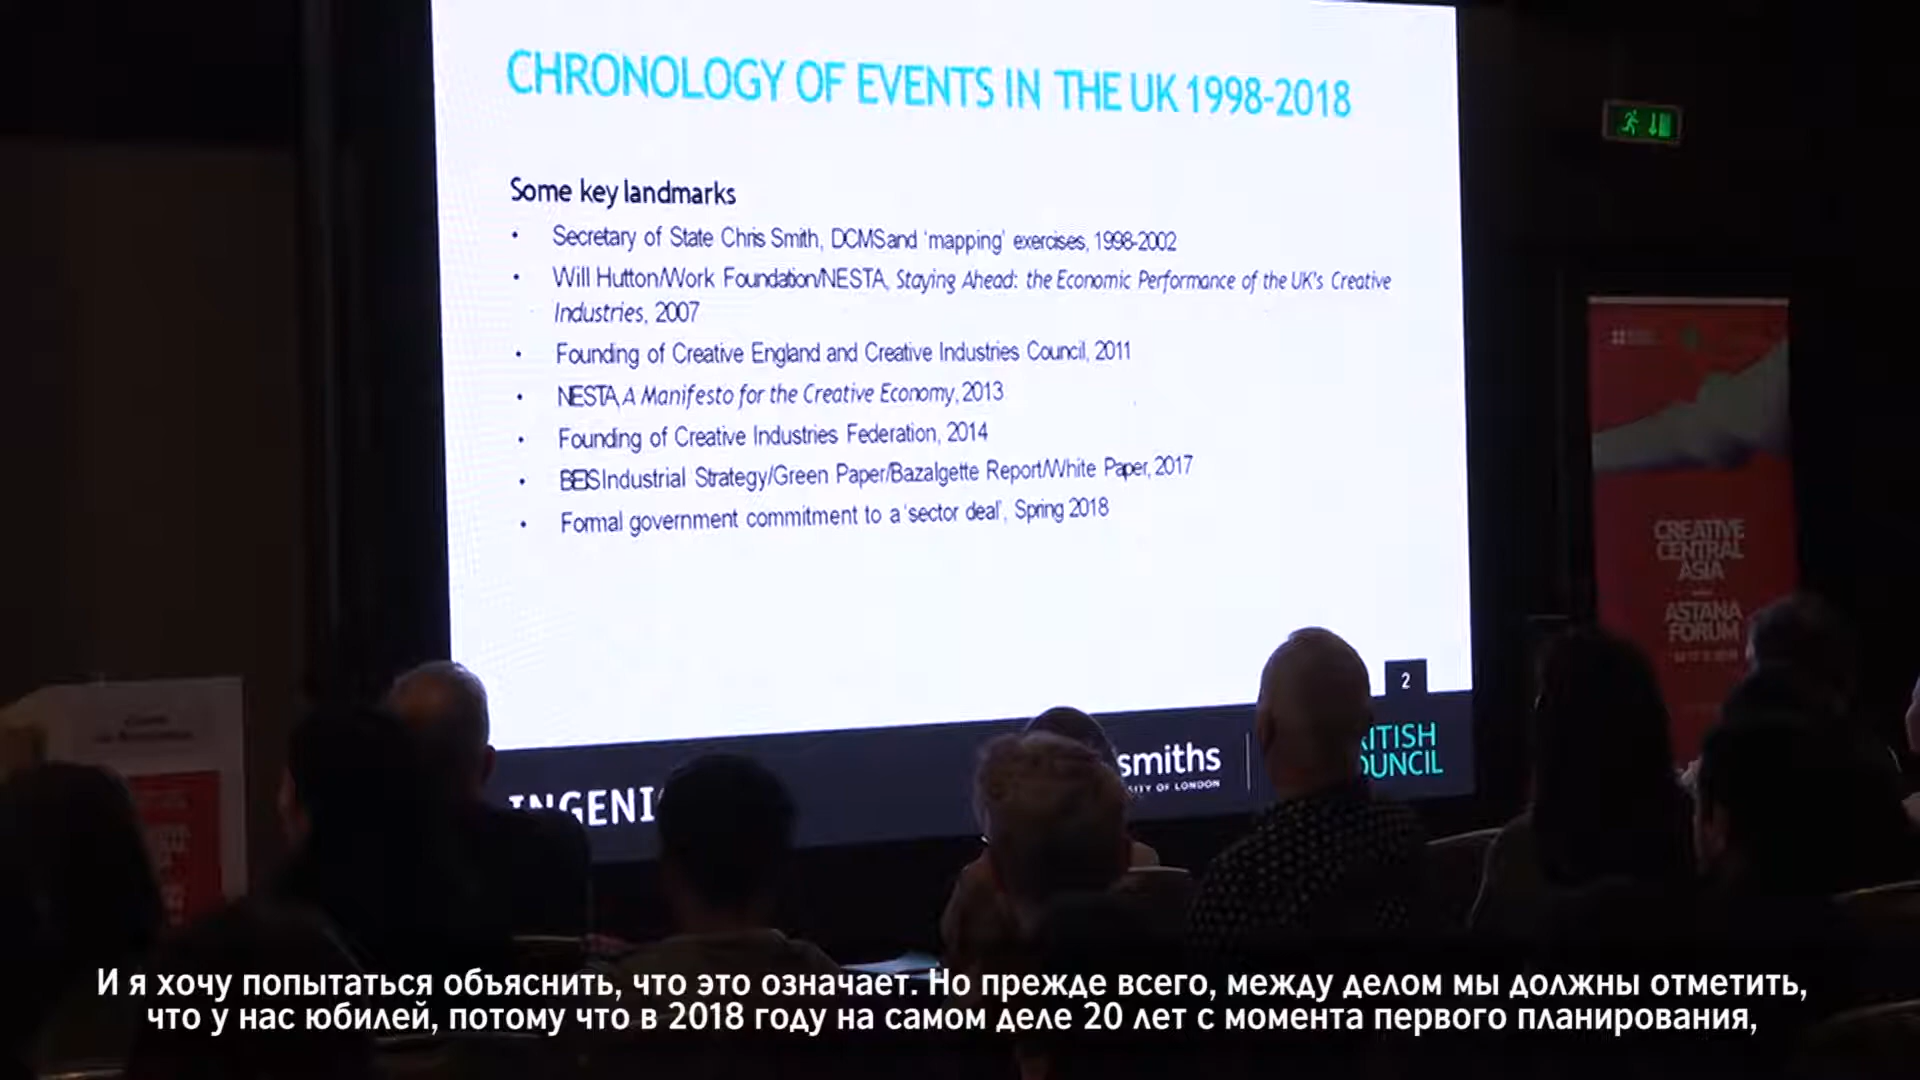 CHRONOLOGY OF EVENTS IN THE UK 1998-2018
Some key landmarks
• Secretary of State Chris Smith, DCMS and 'mapping' exercises, 1998-2002
• Will Hutton/Work Foundation/NESTA, Staying Ahead: the Economic Performance of the UK's Creative
Industries, 2007
• Founding of Creative England and Creative Industries Council, 2011
• NESTA, A Manifesto for the Creative Economy, 2013
• Founding of Creative Industries Federation, 2014
• BEIS Industrial Strategy/Green Paper/Bazalgette Report/White Paper, 2017
• Formal government commitment to a 'sector deal', Spring 2018
2
INGENI
smiths
SITY OF LONDON
ITISH
OUNCIL
CREATIVE
CENTRAL
ASIA
ASTANA
FORUM
И я хочу попытаться объяснить, что это означает. Но прежде всего, между делом мы должны отметить,
что у нас юбилей, потому что в 2018 году на самом деле 20 лет с момента первого планирования,